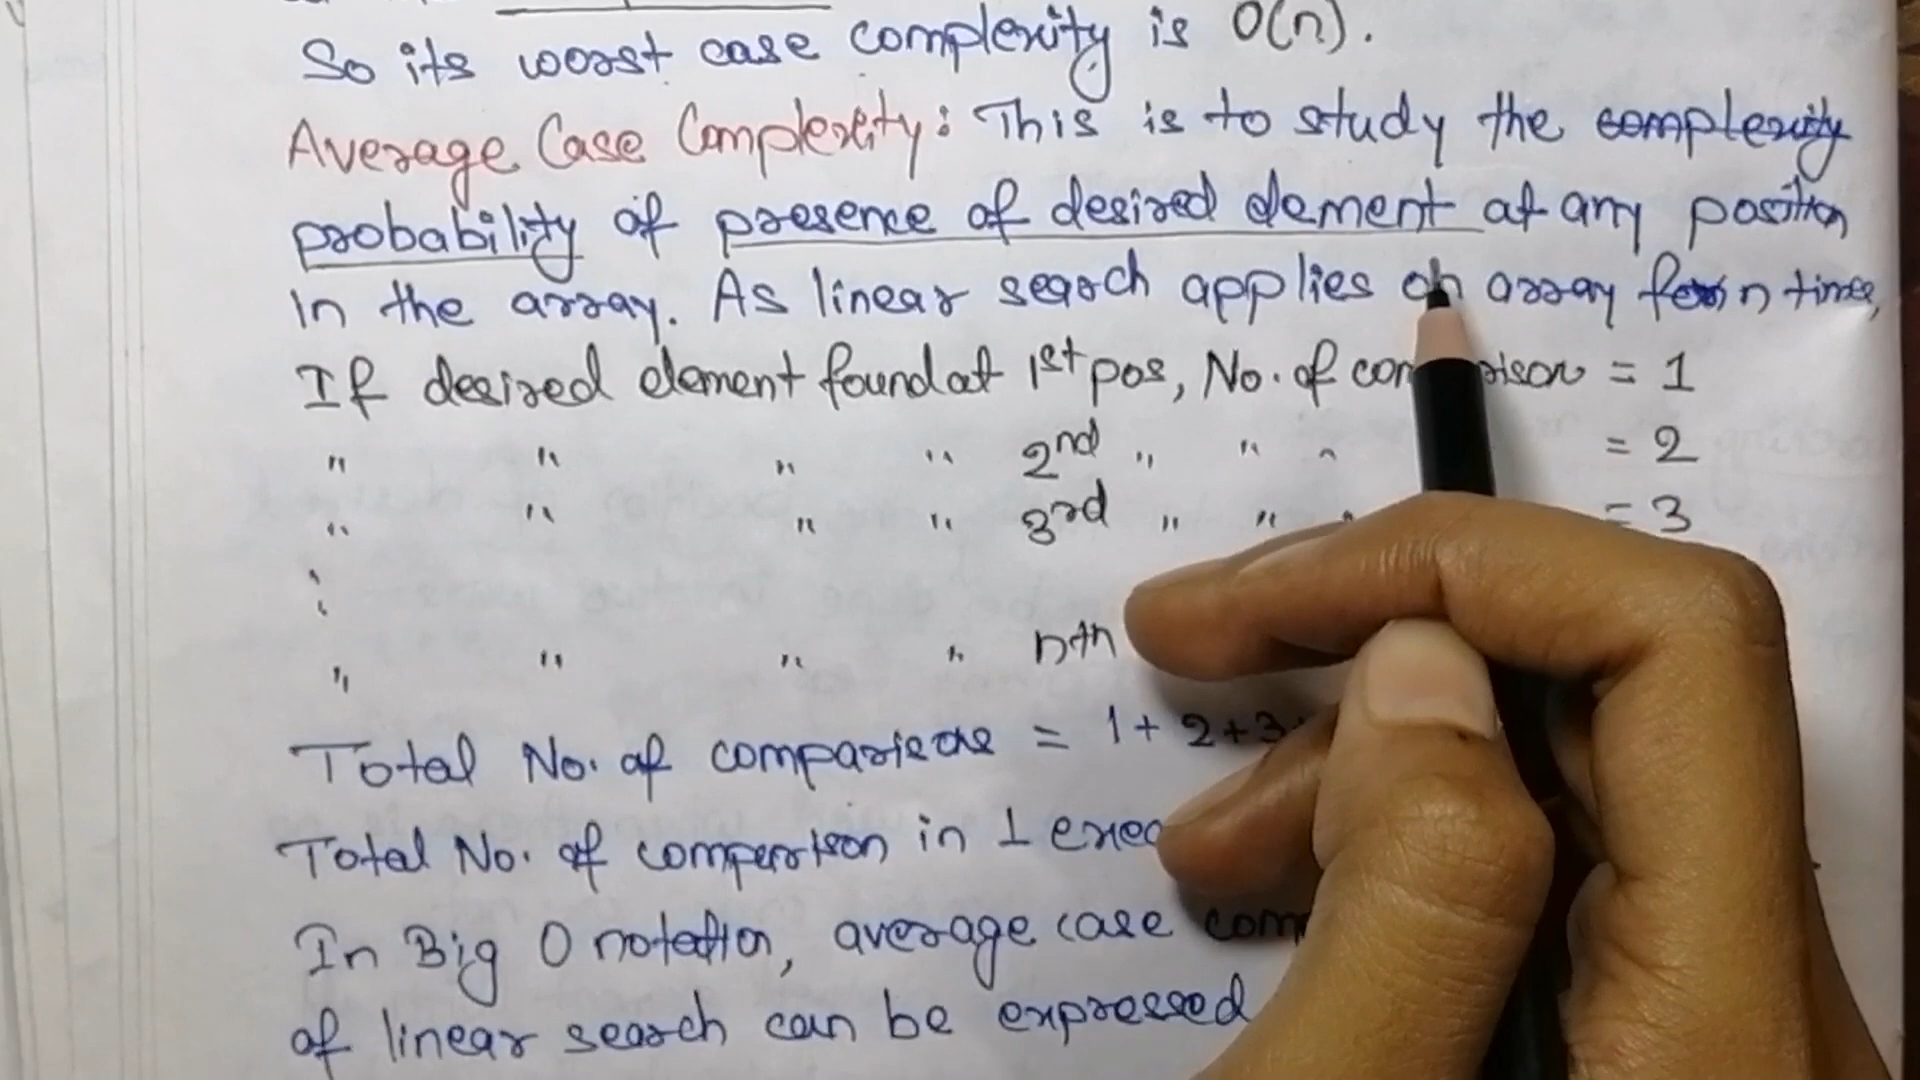 So its worst case complexity is O(n).
Average Case Complexity: This is to study the complexity
probability of presence of desired element at any position
in the array. As linear search applies on array for n times,
If desired element found at 1st pos, No. of comparison = 1
" " " " 2nd " " " = 2
" " " " 3rd " " " = 3
" " " " nth
Total No. of comparisons = 1 + 2 + 3
Total No. of comparison in 1
In Big O notation, average case
of linear search can be expressed